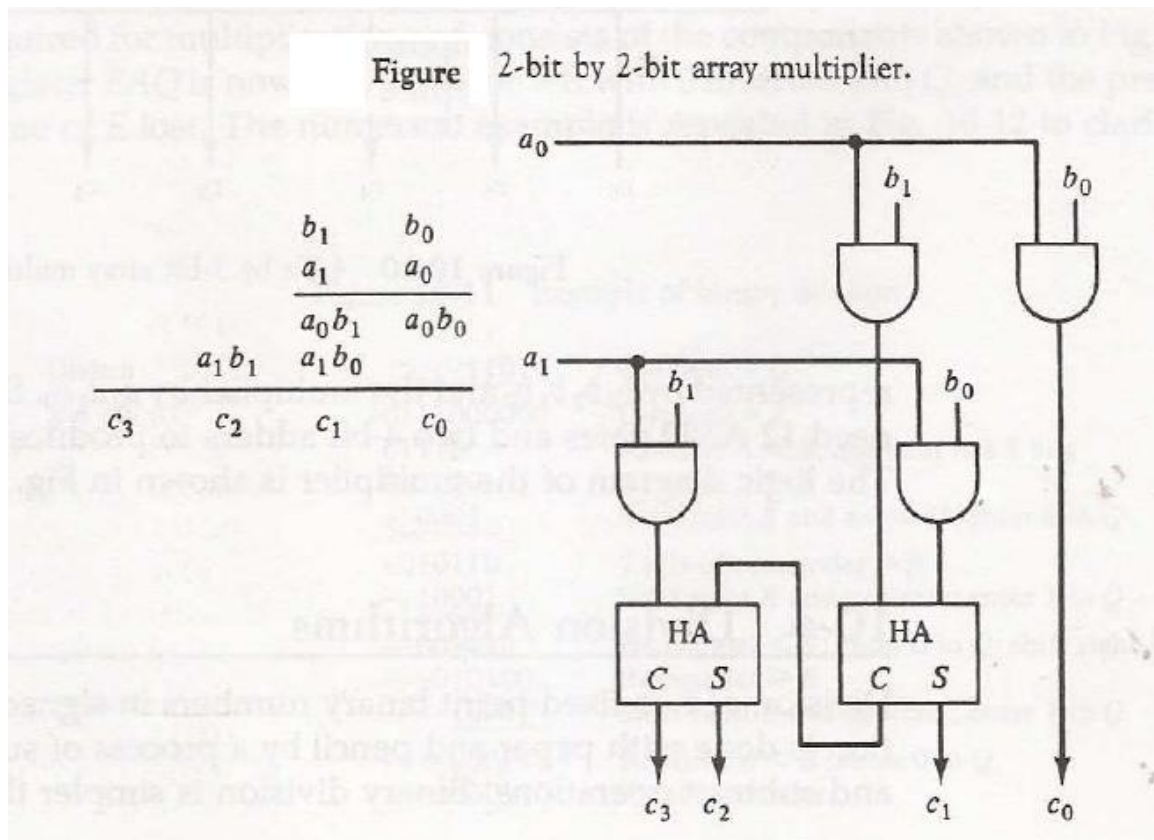 Figure 2-bit by 2-bit array multiplier.
a₀
b₁ b₀
b₁ b₀
a₁ a₀
a₀b₁ a₀b₀
a₁b₁ a₁b₀
c₃ c₂ c₁ c₀
a₁
b₁ b₀
HA HA
C S C S
c₃ c₂ c₁ c₀